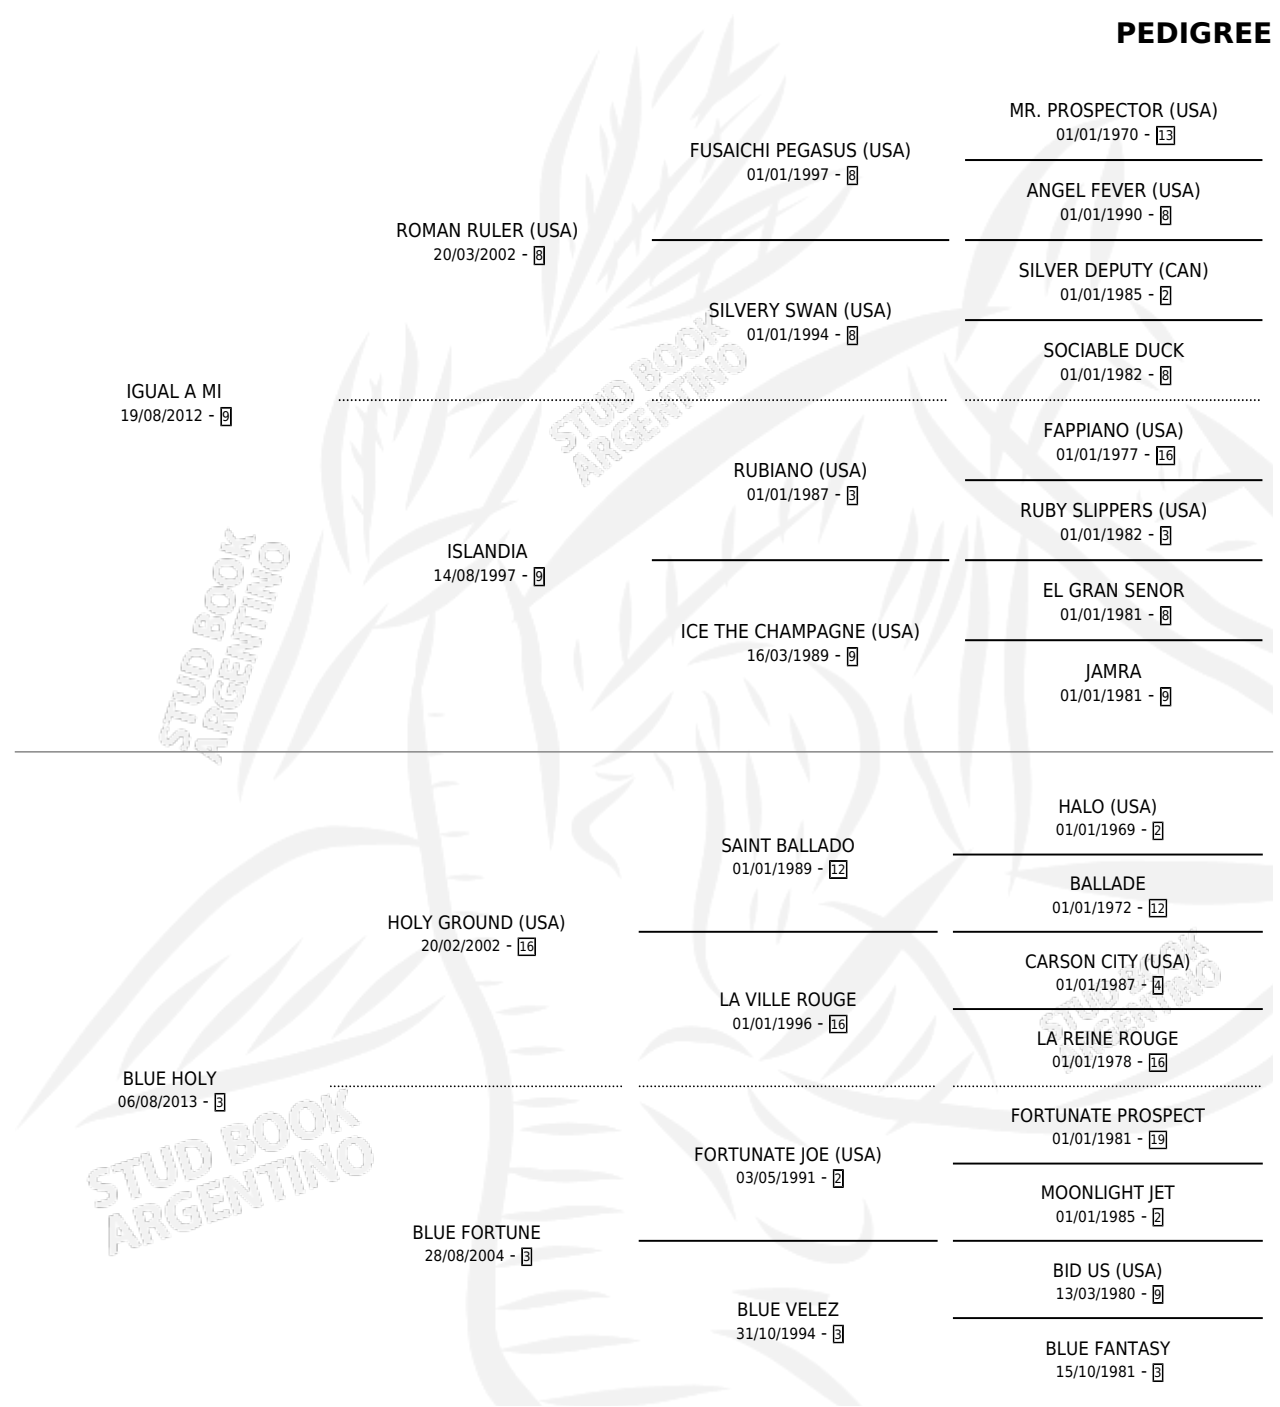 PEDIGREE
MR. PROSPECTOR (USA)
01/01/1970 - 13
FUSAICHI PEGASUS (USA)
01/01/1997 - 8
ANGEL FEVER (USA)
01/01/1990 - 8
ROMAN RULER (USA)
20/03/2002 - 8
SILVER DEPUTY (CAN)
01/01/1985 - 2
SILVERY SWAN (USA)
01/01/1994 - 8
SOCIABLE DUCK
01/01/1982 - 8
STUD BOOK
ARGENTINO
IGUAL A MI
19/08/2012 - 9
FAPPIANO (USA)
01/01/1977 - 16
RUBIANO (USA)
01/01/1987 - 3
RUBY SLIPPERS (USA)
01/01/1982 - 3
ISLANDIA
14/08/1997 - 9
EL GRAN SENOR
01/01/1981 - 8
ICE THE CHAMPAGNE (USA)
16/03/1989 - 9
JAMRA
01/01/1981 - 9
STUD BOOK
ARGENTINO
HALO (USA)
01/01/1969 - 2
SAINT BALLADO
01/01/1989 - 12
BALLADE
01/01/1972 - 12
HOLY GROUND (USA)
20/02/2002 - 16
CARSON CITY (USA)
01/01/1987 - 4
LA VILLE ROUGE
01/01/1996 - 16
STUD BOOK
ARGENTINO
LA REINE ROUGE
01/01/1978 - 16
BLUE HOLY
06/08/2013 - 3
STUD BOOK
ARGENTINO
FORTUNATE PROSPECT
01/01/1981 - 19
FORTUNATE JOE (USA)
03/05/1991 - 2
MOONLIGHT JET
01/01/1985 - 2
BLUE FORTUNE
28/08/2004 - 3
BID US (USA)
13/03/1980 - 9
BLUE VELEZ
31/10/1994 - 3
BLUE FANTASY
15/10/1981 - 3